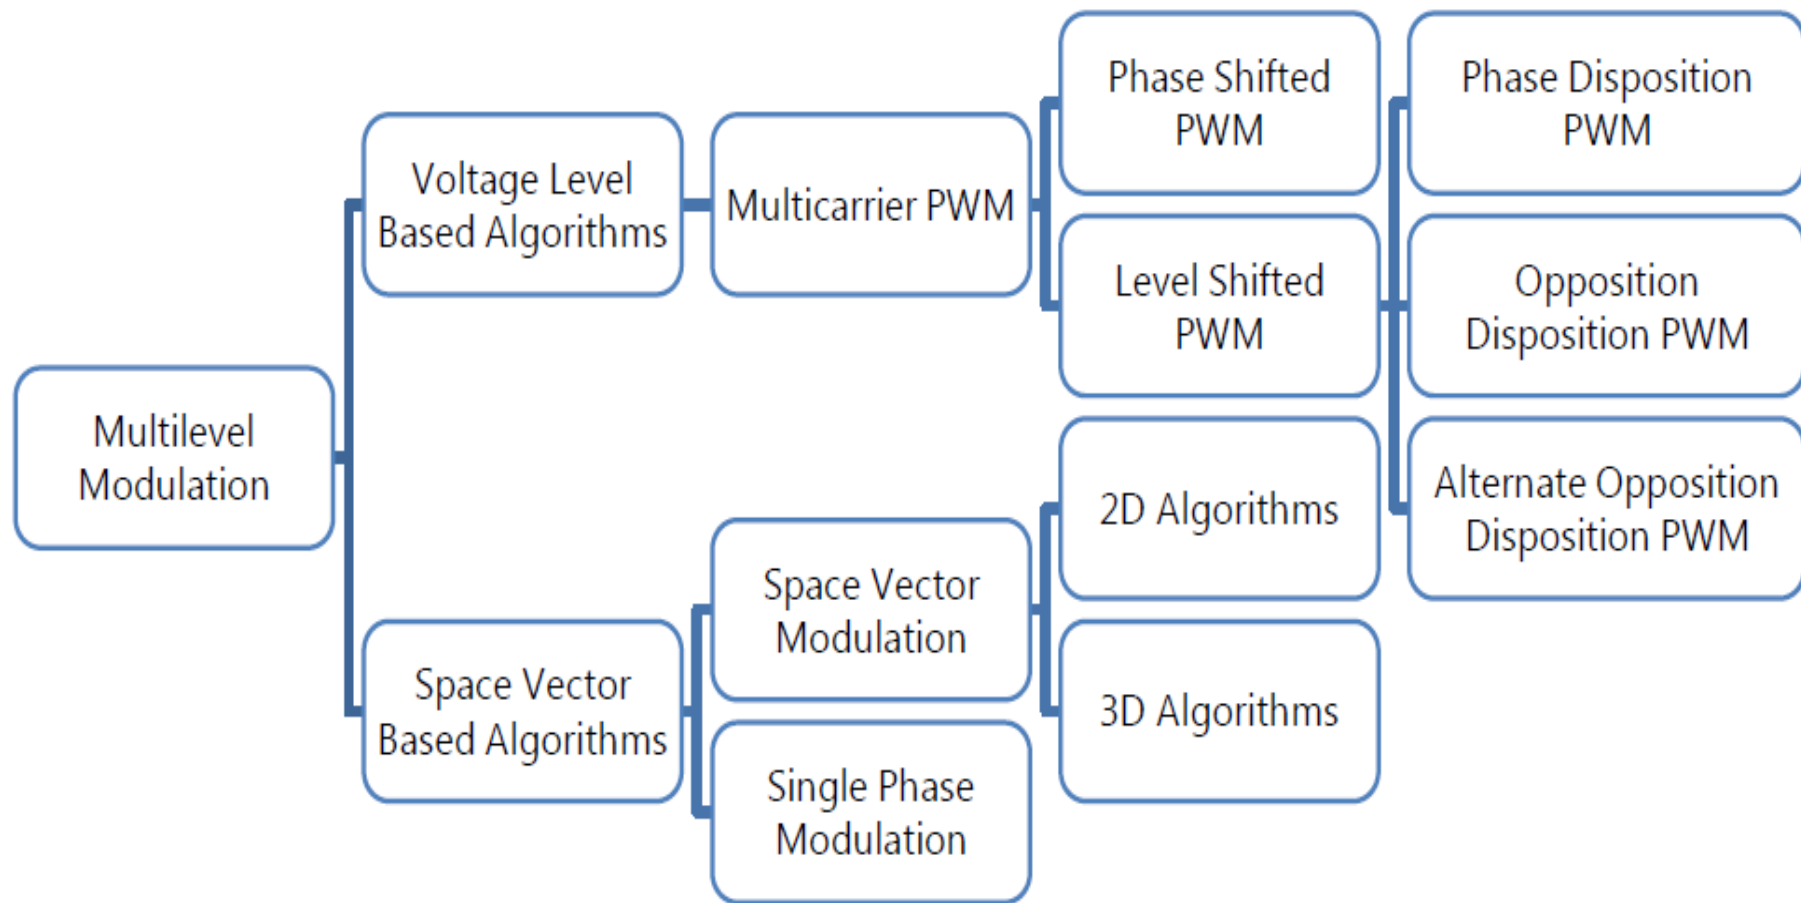 Phase Shifted
PWM
Phase Disposition
PWM
Voltage Level
Based Algorithms
Multicarrier PWM
Level Shifted
PWM
Opposition
Disposition PWM
Multilevel
Modulation
2D Algorithms
Alternate Opposition
Disposition PWM
Space Vector
Modulation
Space Vector
Based Algorithms
3D Algorithms
Single Phase
Modulation